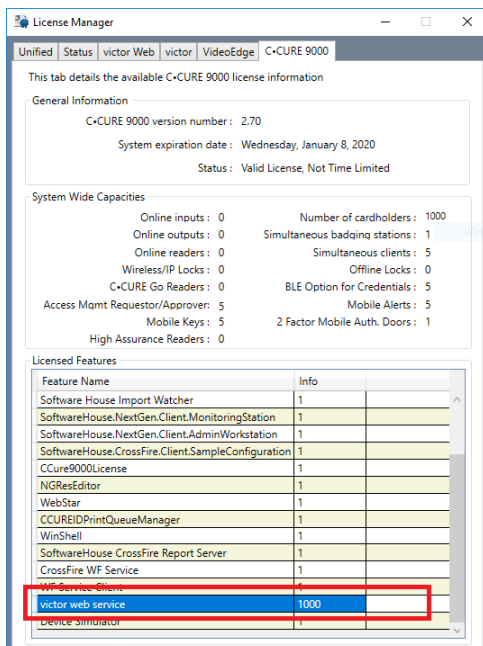 License Manager
Unified Status victor Web victor VideoEdge C•CURE 9000
This tab details the available C•CURE 9000 license information
General Information
C•CURE 9000 version number : 2.70
System expiration date : Wednesday, January 8, 2020
Status : Valid License, Not Time Limited
System Wide Capacities
Online inputs : 0 Number of cardholders : 1000
Online outputs : 0 Simultaneous badging stations : 1
Online readers : 0 Simultaneous clients : 5
Wireless/IP Locks : 0 Offline Locks : 0
C•CURE Go Readers : 0 BLE Option for Credentials : 5
Access Mgmt Requestor/Approver: 5 Mobile Alerts : 5
Mobile Keys : 5 2 Factor Mobile Auth. Doors : 1
High Assurance Readers : 0
Licensed Features
Feature Name Info
Software House Import Watcher 1
SoftwareHouse.NextGen.Client.MonitoringStation 1
SoftwareHouse.NextGen.Client.AdminWorkstation 1
SoftwareHouse.CrossFire.Client.SampleConfiguration 1
CCure9000License 1
NGResEditor 1
WebStar 1
CCUREIDPrintQueueManager 1
WinShell 1
SoftwareHouse CrossFire Report Server 1
CrossFire WF Service 1
WF Service Client 1
victor web service 1000
Device Simulator 1